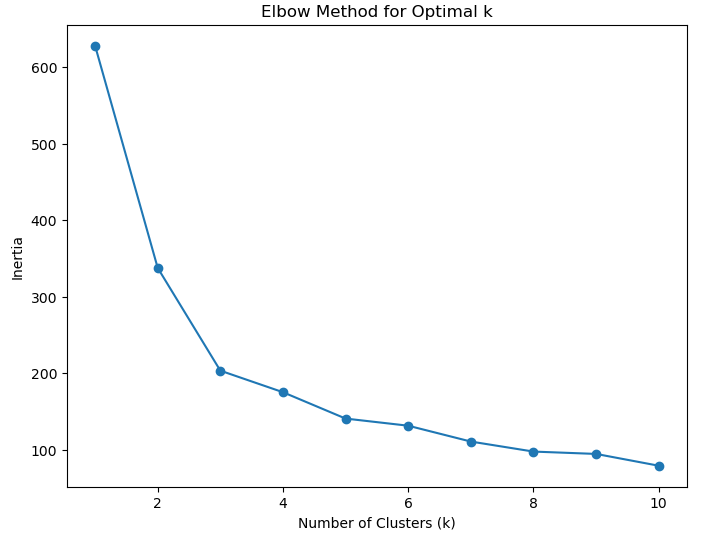 Elbow Method for Optimal k
600
500
400
300
200
100
Inertia
2 4 6 8 10
Number of Clusters (k)